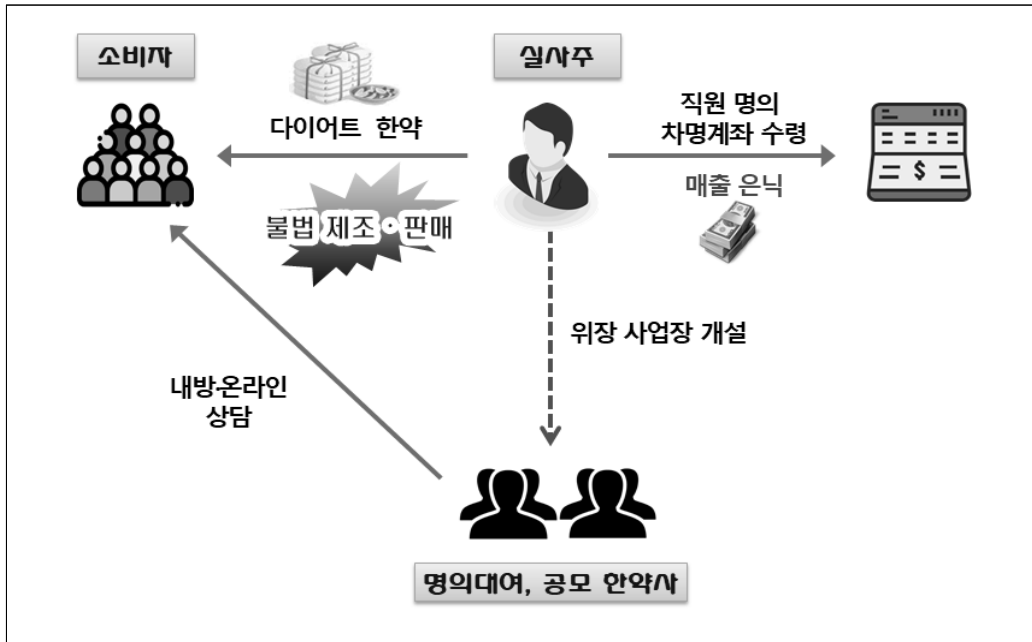 소비자
실사주
다이어트 한약
직원 명의
차명계좌 수령
$
매출 은닉
불법 제조·판매
위장 사업장 개설
내방·온라인
상담
명의대여, 공모 한약사